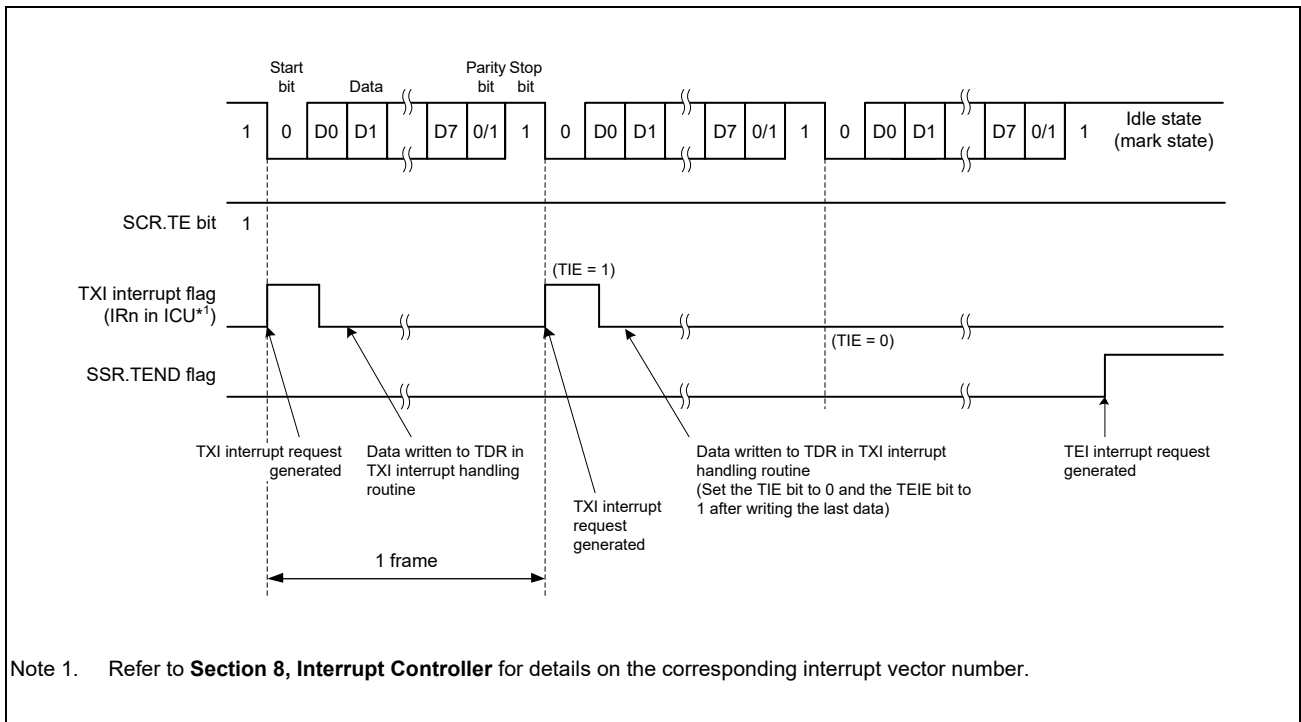 Start
bit
Data
Parity
bit
Stop
bit
1 0 D0 D1 D7 0/1 1 0 D0 D1 D7 0/1 1 0 D0 D1 D7 0/1 1
Idle state
(mark state)
SCR.TE bit 1
(TIE = 1)
TXI interrupt flag
(IRn in ICU*1)
(TIE = 0)
SSR.TEND flag
TXI interrupt request
generated
Data written to TDR in
TXI interrupt handling
routine
TXI interrupt
request
generated
Data written to TDR in TXI interrupt
handling routine
(Set the TIE bit to 0 and the TEIE bit to
1 after writing the last data)
TEI interrupt request
generated
1 frame
Note 1. Refer to Section 8, Interrupt Controller for details on the corresponding interrupt vector number.